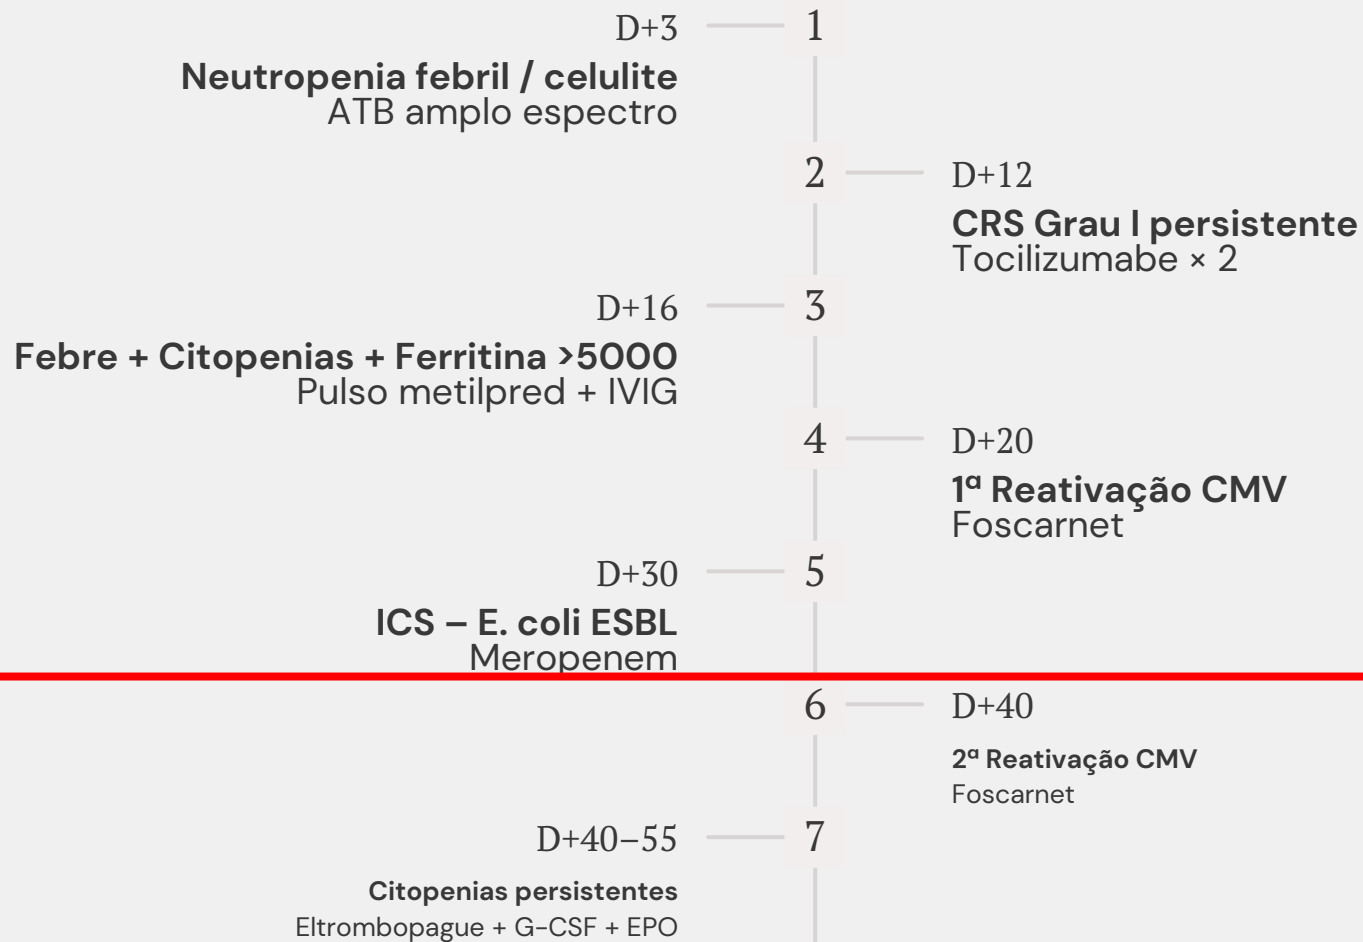 D+3
1
Neutropenia febril / celulite
ATB amplo espectro
2
D+12
CRS Grau I persistente
Tocilizumabe × 2
D+16
3
Febre + Citopenias + Ferritina >5000
Pulso metilpred + IVIG
4
D+20
1ª Reativação CMV
Foscarnet
D+30
5
ICS – E. coli ESBL
Meropenem
6
D+40
2ª Reativação CMV
Foscarnet
D+40–55
7
Citopenias persistentes
Eltrombopague + G-CSF + EPO